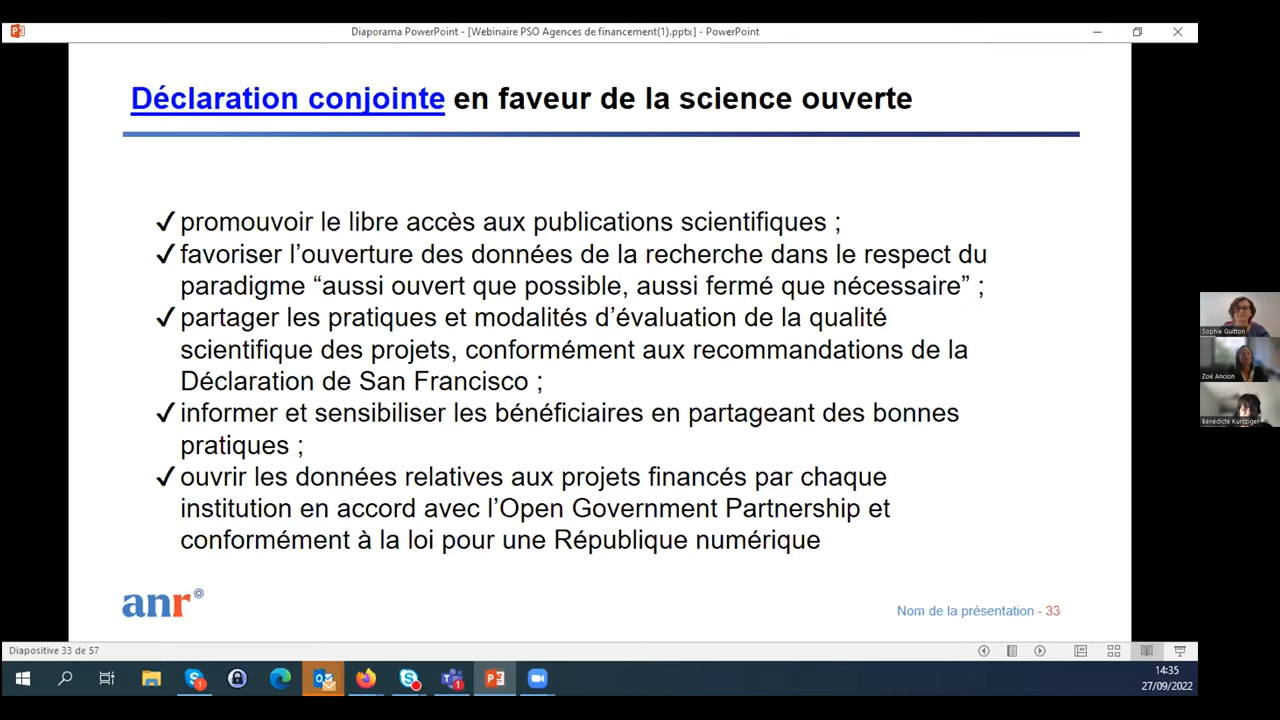 Diaporama PowerPoint - [Webinaire PSO Agences de financement(1).pptx] - PowerPoint
Déclaration conjointe en faveur de la science ouverte
✓promouvoir le libre accès aux publications scientifiques ;
✓favoriser l’ouverture des données de la recherche dans le respect du
paradigme “aussi ouvert que possible, aussi fermé que nécessaire” ;
✓partager les pratiques et modalités d’évaluation de la qualité
scientifique des projets, conformément aux recommandations de la
Déclaration de San Francisco ;
✓informer et sensibiliser les bénéficiaires en partageant des bonnes
pratiques ;
✓ouvrir les données relatives aux projets financés par chaque
institution en accord avec l’Open Government Partnership et
conformément à la loi pour une République numérique
anr
Nom de la présentation - 33
Sophie Guitton
Zoé Ancion
Bénédicte Kuntziger
Diapositive 33 de 57
14:35
27/09/2022